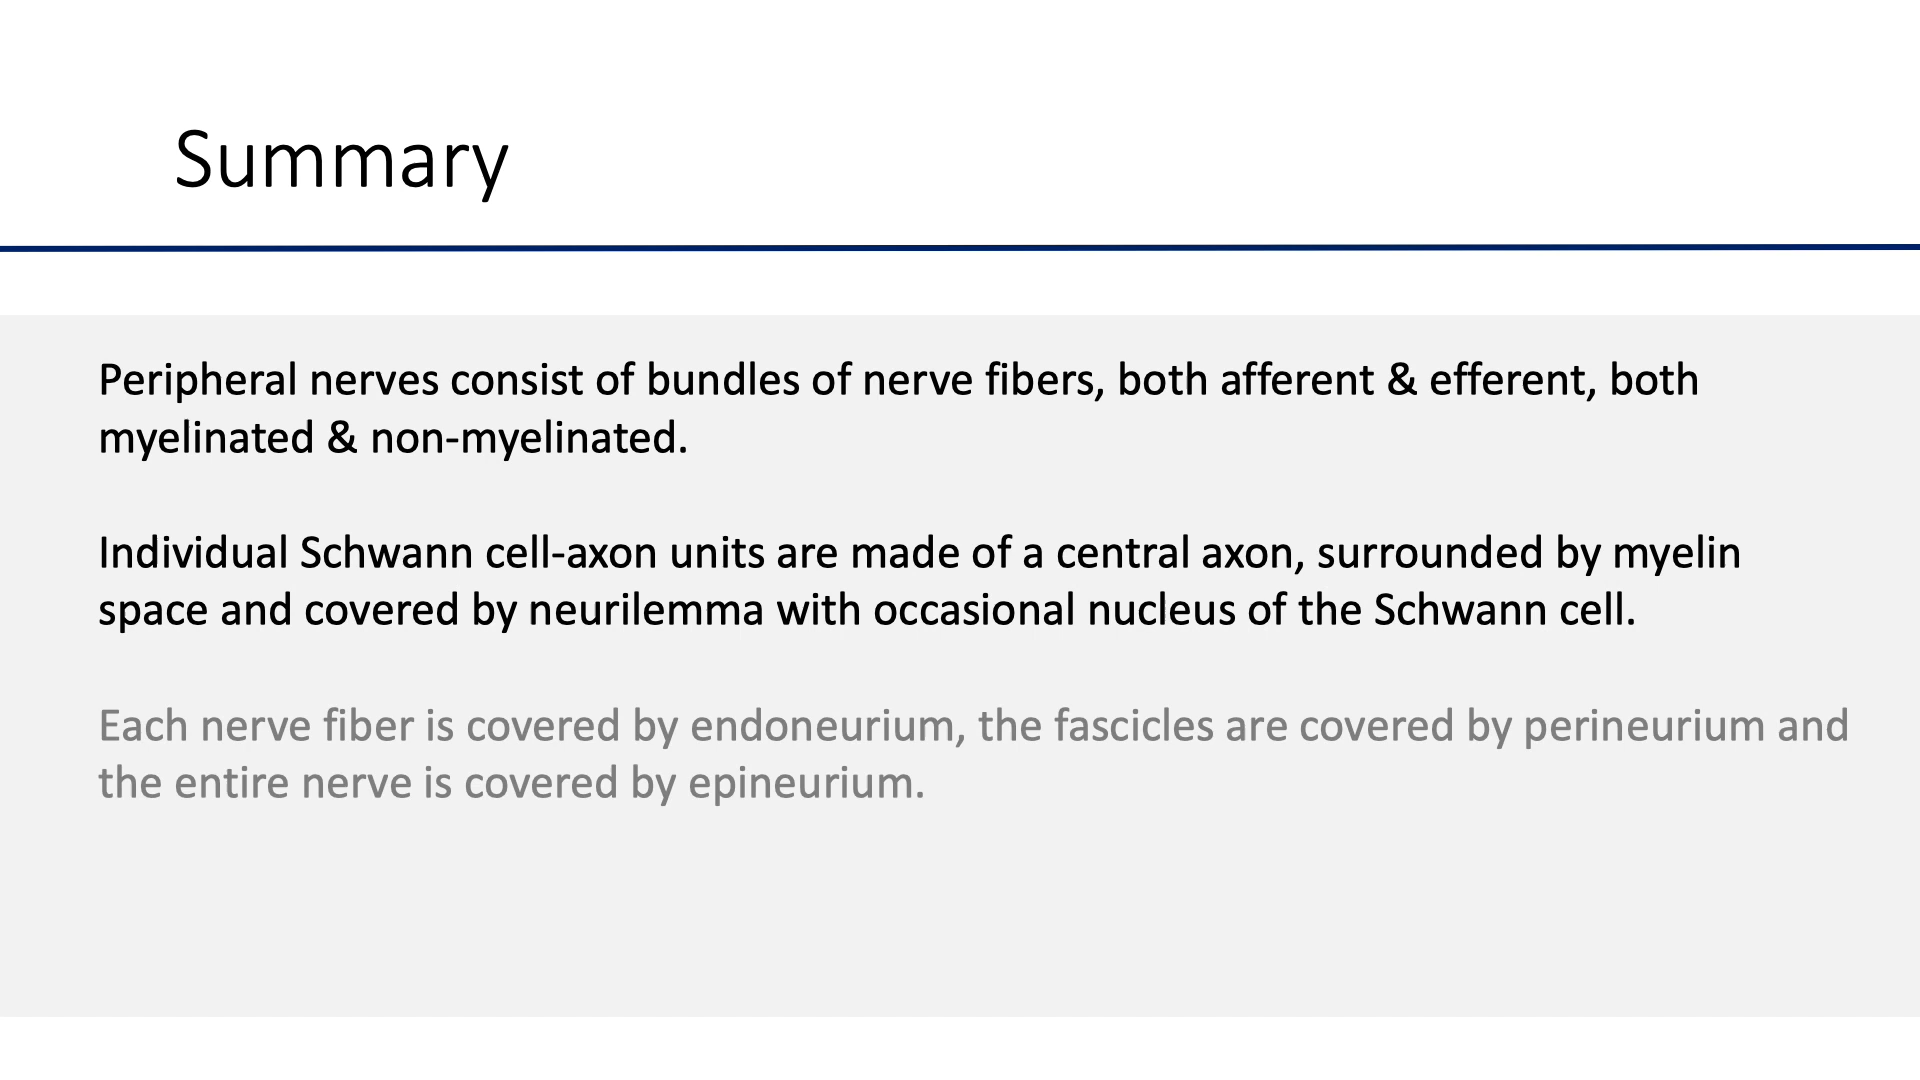 Summary
Peripheral nerves consist of bundles of nerve fibers, both afferent & efferent, both
myelinated & non-myelinated.
Individual Schwann cell-axon units are made of a central axon, surrounded by myelin
space and covered by neurilemma with occasional nucleus of the Schwann cell.
Each nerve fiber is covered by endoneurium, the fascicles are covered by perineurium and
the entire nerve is covered by epineurium.